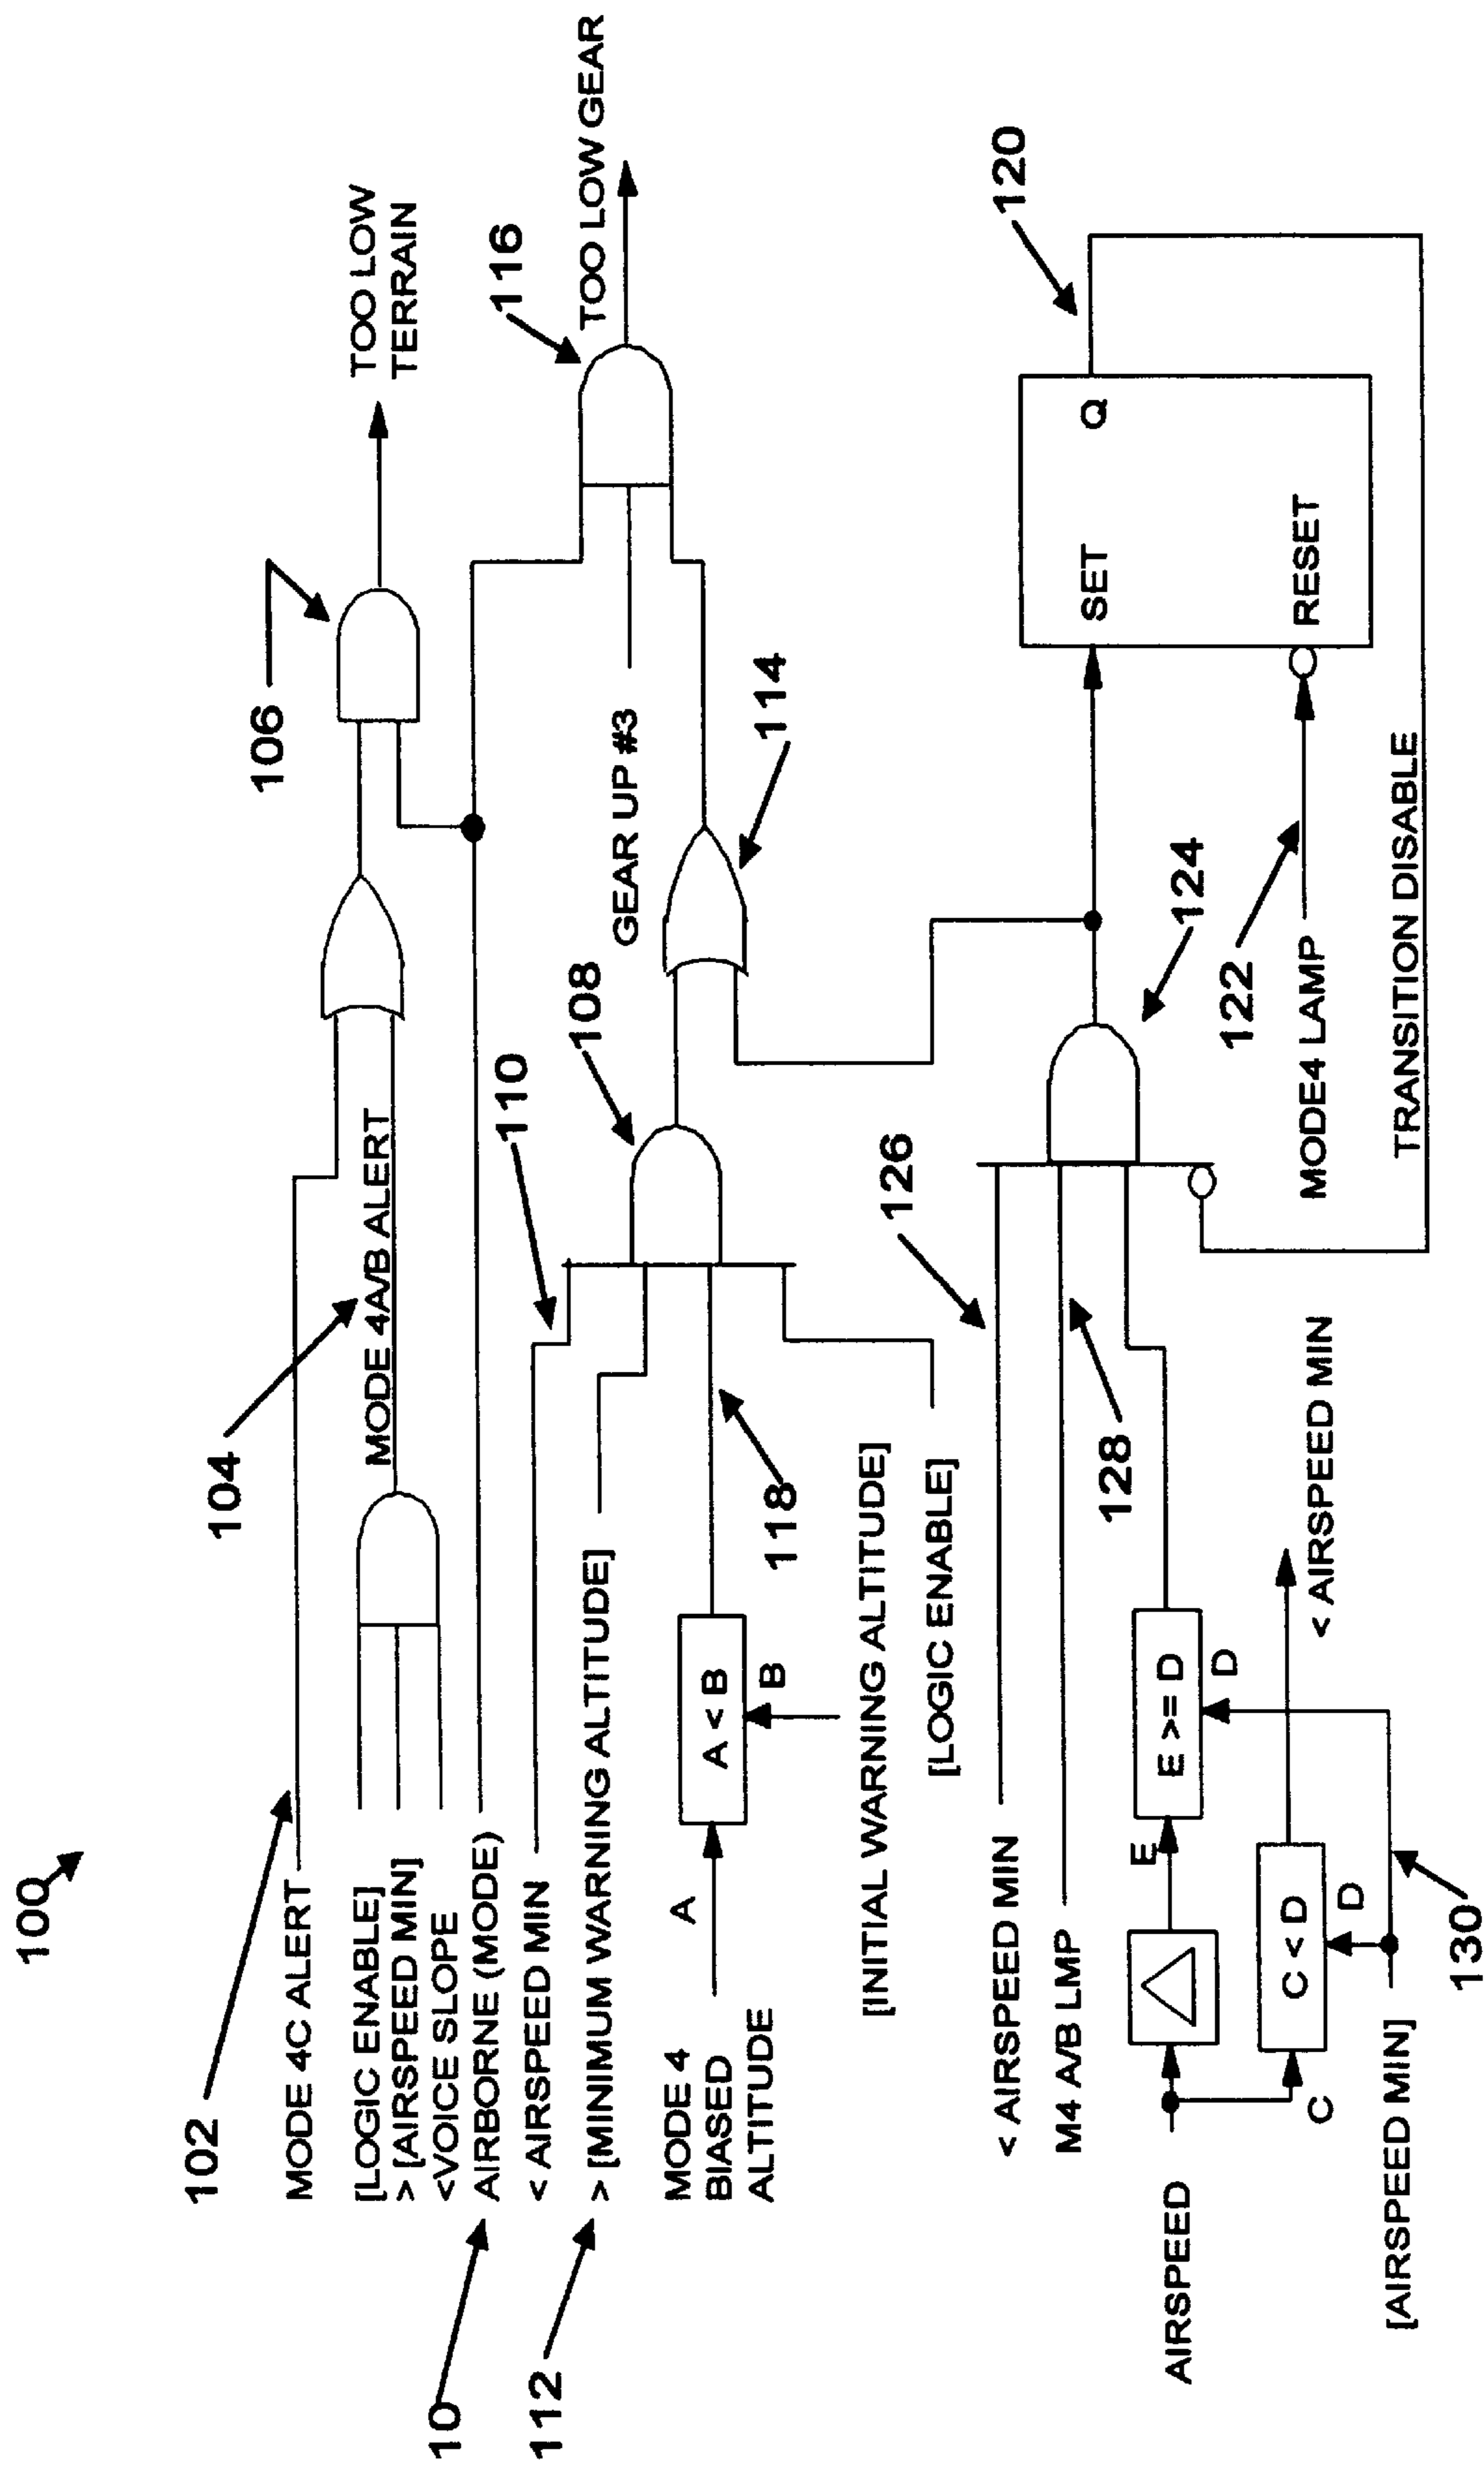 100
102
MODE 4C ALERT
[LOGIC ENABLE]
> [AIRSPEED MIN]
<VOICE SLOPE
104
MODE 4A/B ALERT
106
TOO LOW
TERRAIN
10
AIRBORNE (MODE)
< AIRSPEED MIN
110
112
> [MINIMUM WARNING ALTITUDE]
108
MODE 4
BIASED
ALTITUDE
A
A < B
B
118
[INITIAL WARNING ALTITUDE]
[LOGIC ENABLE]
GEAR UP #3
114
116
TOO LOW GEAR
< AIRSPEED MIN
126
M4 A/B LMP
128
124
AIRSPEED
E
E >= D
D
C
C < D
D
< AIRSPEED MIN
[AIRSPEED MIN]
130
120
SET
Q
RESET
122
MODE4 LAMP
TRANSITION DISABLE